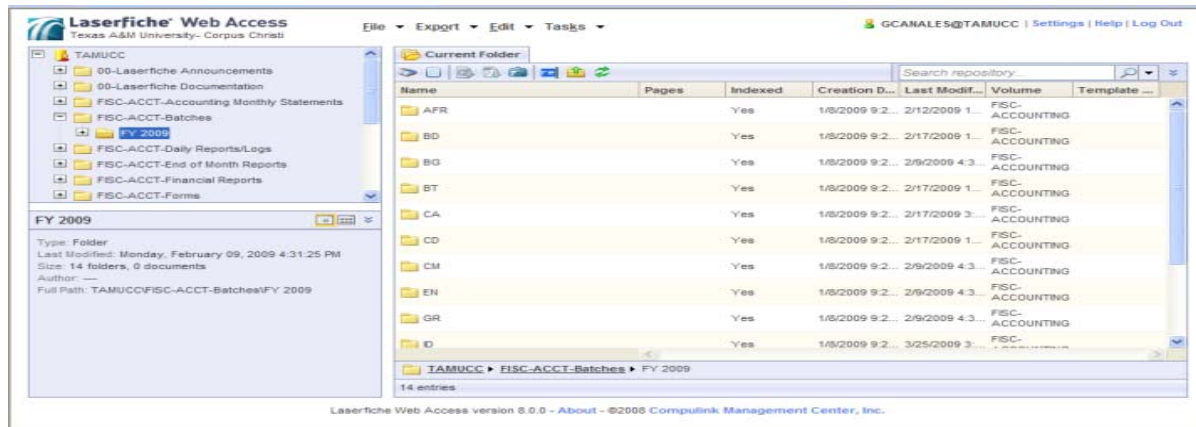 Laserfiche® Web Access
Texas A&M University- Corpus Christi
File Export Edit Tasks
GCANALES@TAMUCC | Settings | Help | Log Out
TAMUCC
00-Laserfiche Announcements
00-Laserfiche Documentation
FISC-ACCT-Accounting Monthly Statements
FISC-ACCT-Batches
FY 2009
FISC-ACCT-Daily Reports/Logs
FISC-ACCT-End of Month Reports
FISC-ACCT-Financial Reports
FISC-ACCT-Forms
FY 2009
Type: Folder
Last Modified: Monday, February 09, 2009 4:31:25 PM
Size: 14 folders, 0 documents
Author: —
Full Path: TAMUCC\FISC-ACCT-Batches\FY 2009
Current Folder
Search repository...
Name Pages Indexed Creation D... Last Modif... Volume Template ...
AFR Yes 1/8/2009 9:2... 2/12/2009 1... FISC-ACCOUNTING
BD Yes 1/8/2009 9:2... 2/17/2009 1... FISC-ACCOUNTING
BG Yes 1/8/2009 9:2... 2/9/2009 4:3... FISC-ACCOUNTING
BT Yes 1/8/2009 9:2... 2/17/2009 1... FISC-ACCOUNTING
CA Yes 1/8/2009 9:2... 2/17/2009 3:... FISC-ACCOUNTING
CD Yes 1/8/2009 9:2... 2/17/2009 1... FISC-ACCOUNTING
CM Yes 1/8/2009 9:2... 2/9/2009 4:3... FISC-ACCOUNTING
EN Yes 1/8/2009 9:2... 2/9/2009 4:3... FISC-ACCOUNTING
GR Yes 1/8/2009 9:2... 2/9/2009 4:3... FISC-ACCOUNTING
ID Yes 1/8/2009 9:2... 3/25/2009 3:... FISC-
TAMUCC FISC-ACCT-Batches FY 2009
14 entries
Laserfiche Web Access version 8.0.0 - About - ©2008 Compulink Management Center, Inc.